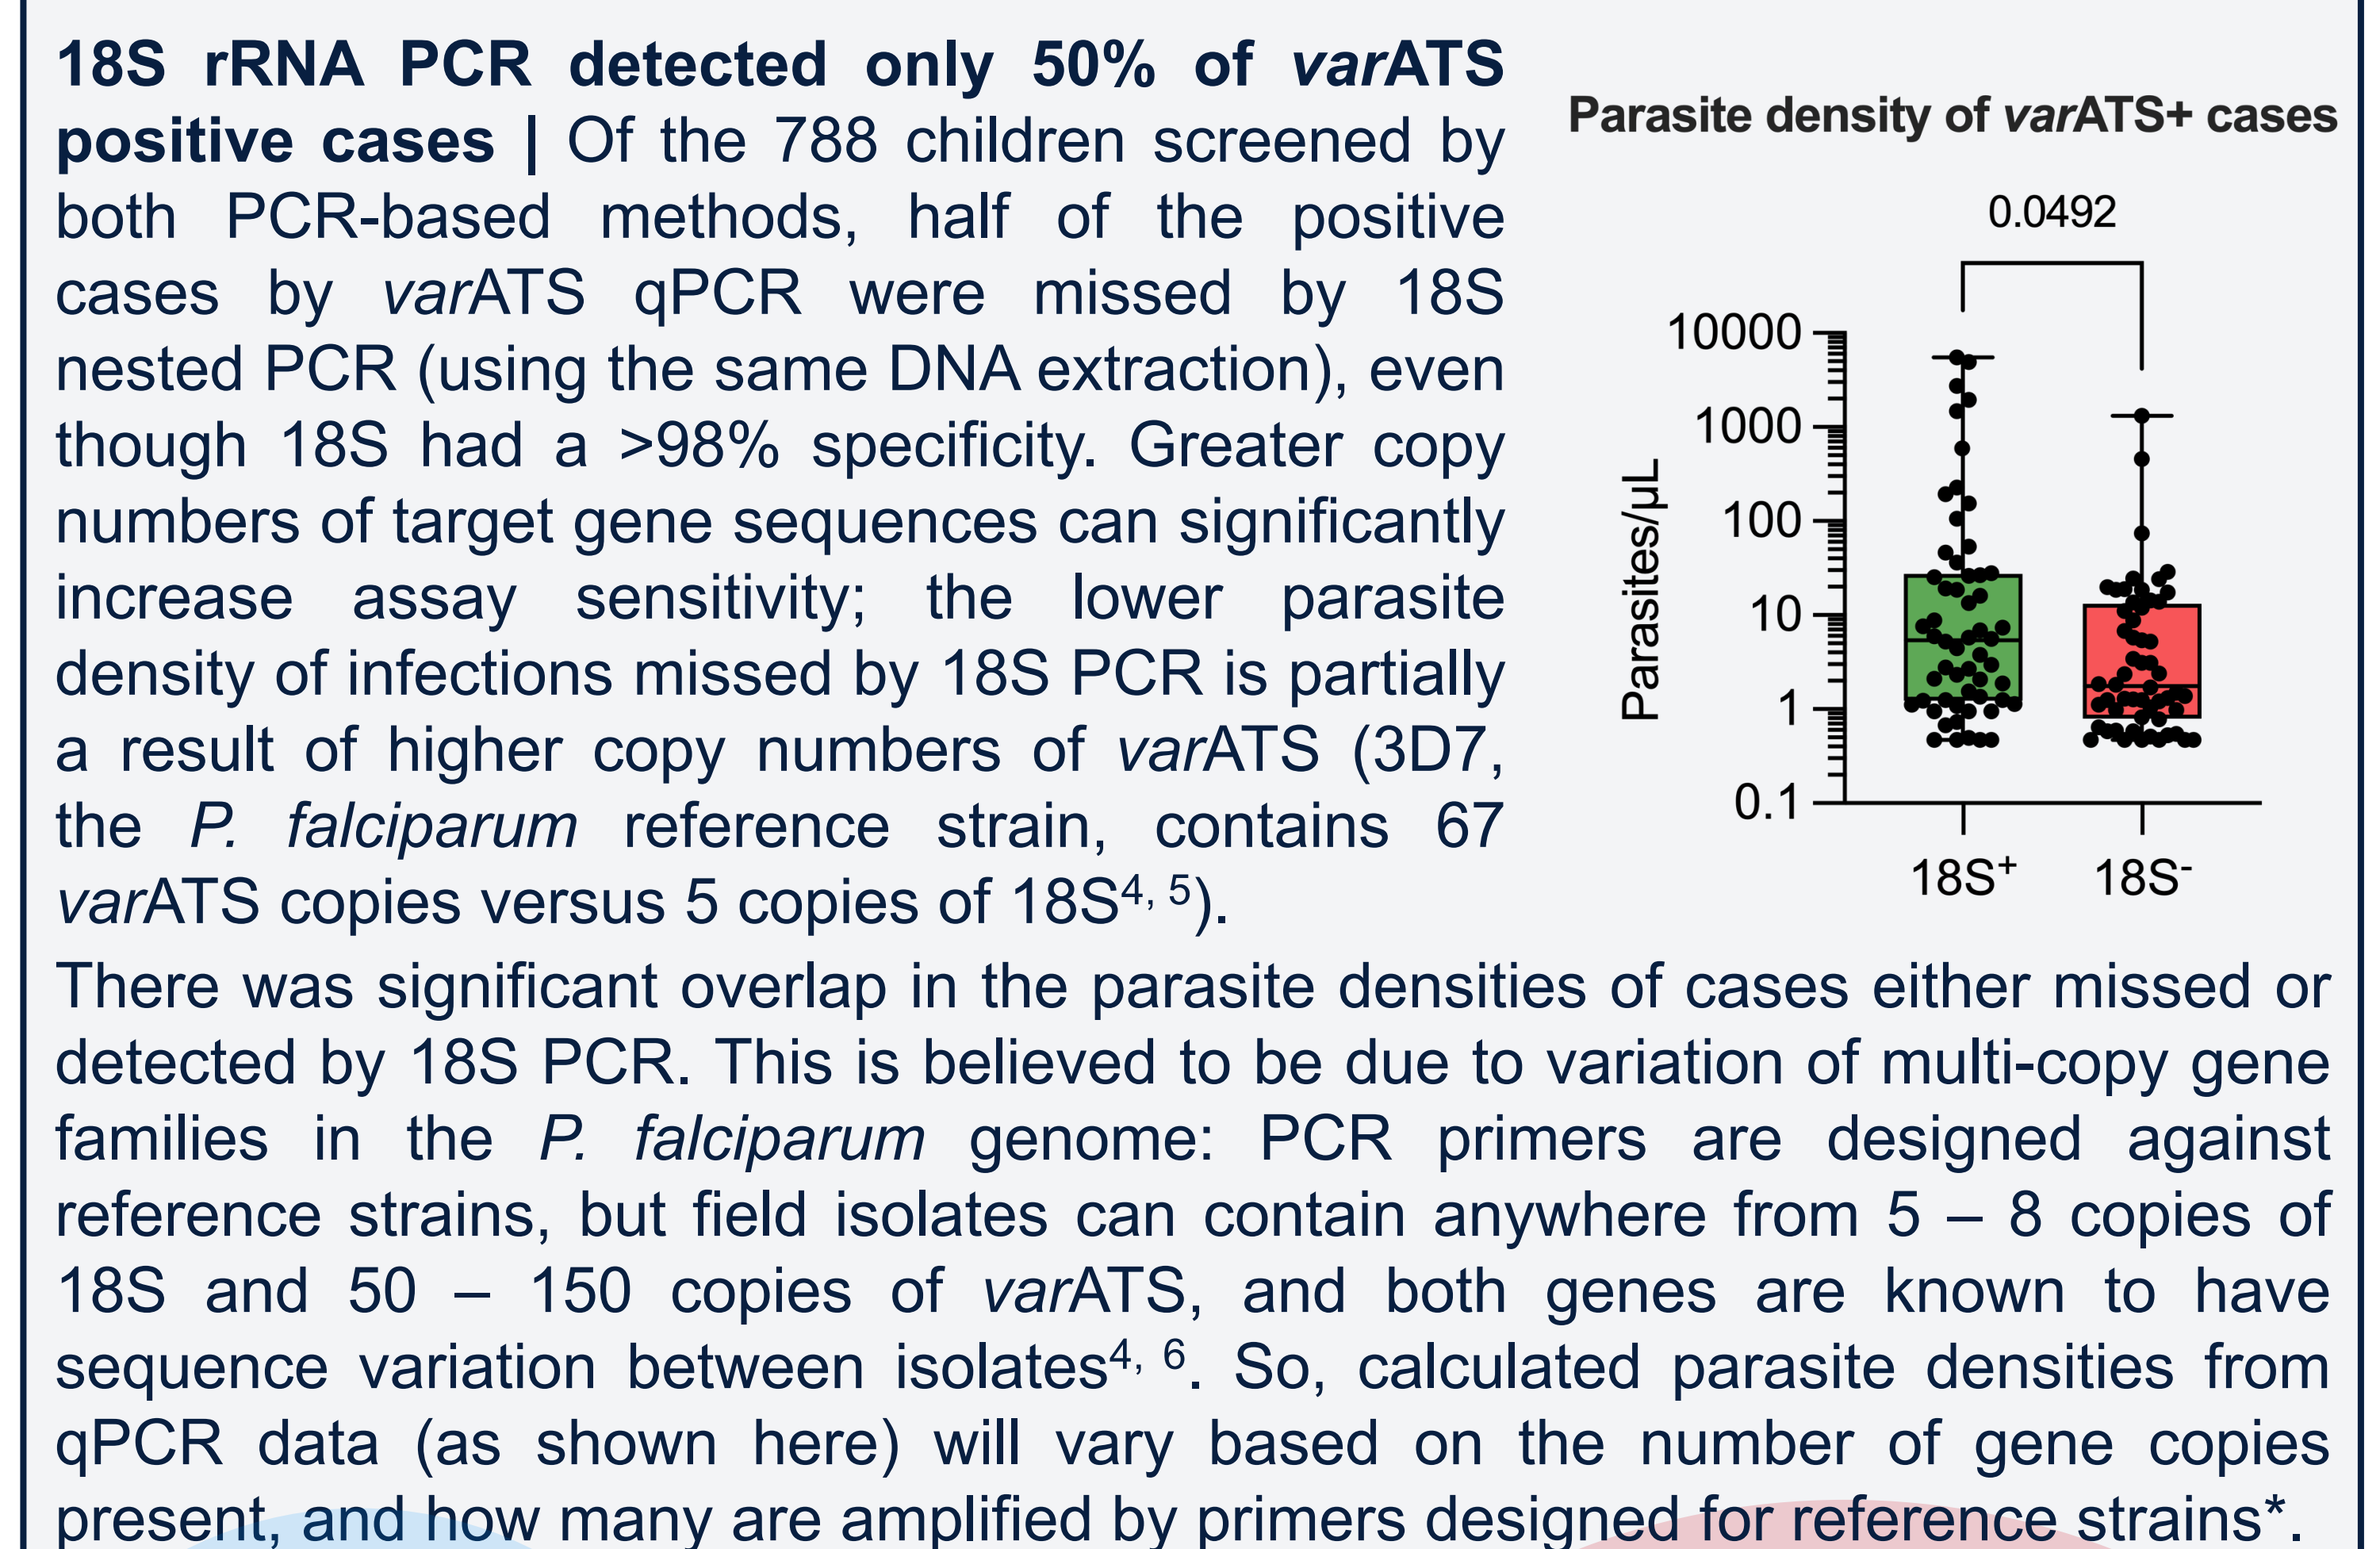 18S rRNA PCR detected only 50% of varATS
positive cases | Of the 788 children screened by
both PCR-based methods, half of the positive
cases by varATS qPCR were missed by 18S
nested PCR (using the same DNA extraction), even
though 18S had a >98% specificity. Greater copy
numbers of target gene sequences can significantly
increase assay sensitivity; the lower parasite
density of infections missed by 18S PCR is partially
a result of higher copy numbers of varATS (3D7,
the P. falciparum reference strain, contains 67
varATS copies versus 5 copies of 18S⁴, ⁵).
Parasite density of varATS+ cases
0.0492
10000
1000
100
10
1
0.1
Parasites/µL
18S⁺ 18S⁻
There was significant overlap in the parasite densities of cases either missed or
detected by 18S PCR. This is believed to be due to variation of multi-copy gene
families in the P. falciparum genome: PCR primers are designed against
reference strains, but field isolates can contain anywhere from 5 – 8 copies of
18S and 50 – 150 copies of varATS, and both genes are known to have
sequence variation between isolates⁴, ⁶. So, calculated parasite densities from
qPCR data (as shown here) will vary based on the number of gene copies
present, and how many are amplified by primers designed for reference strains*.